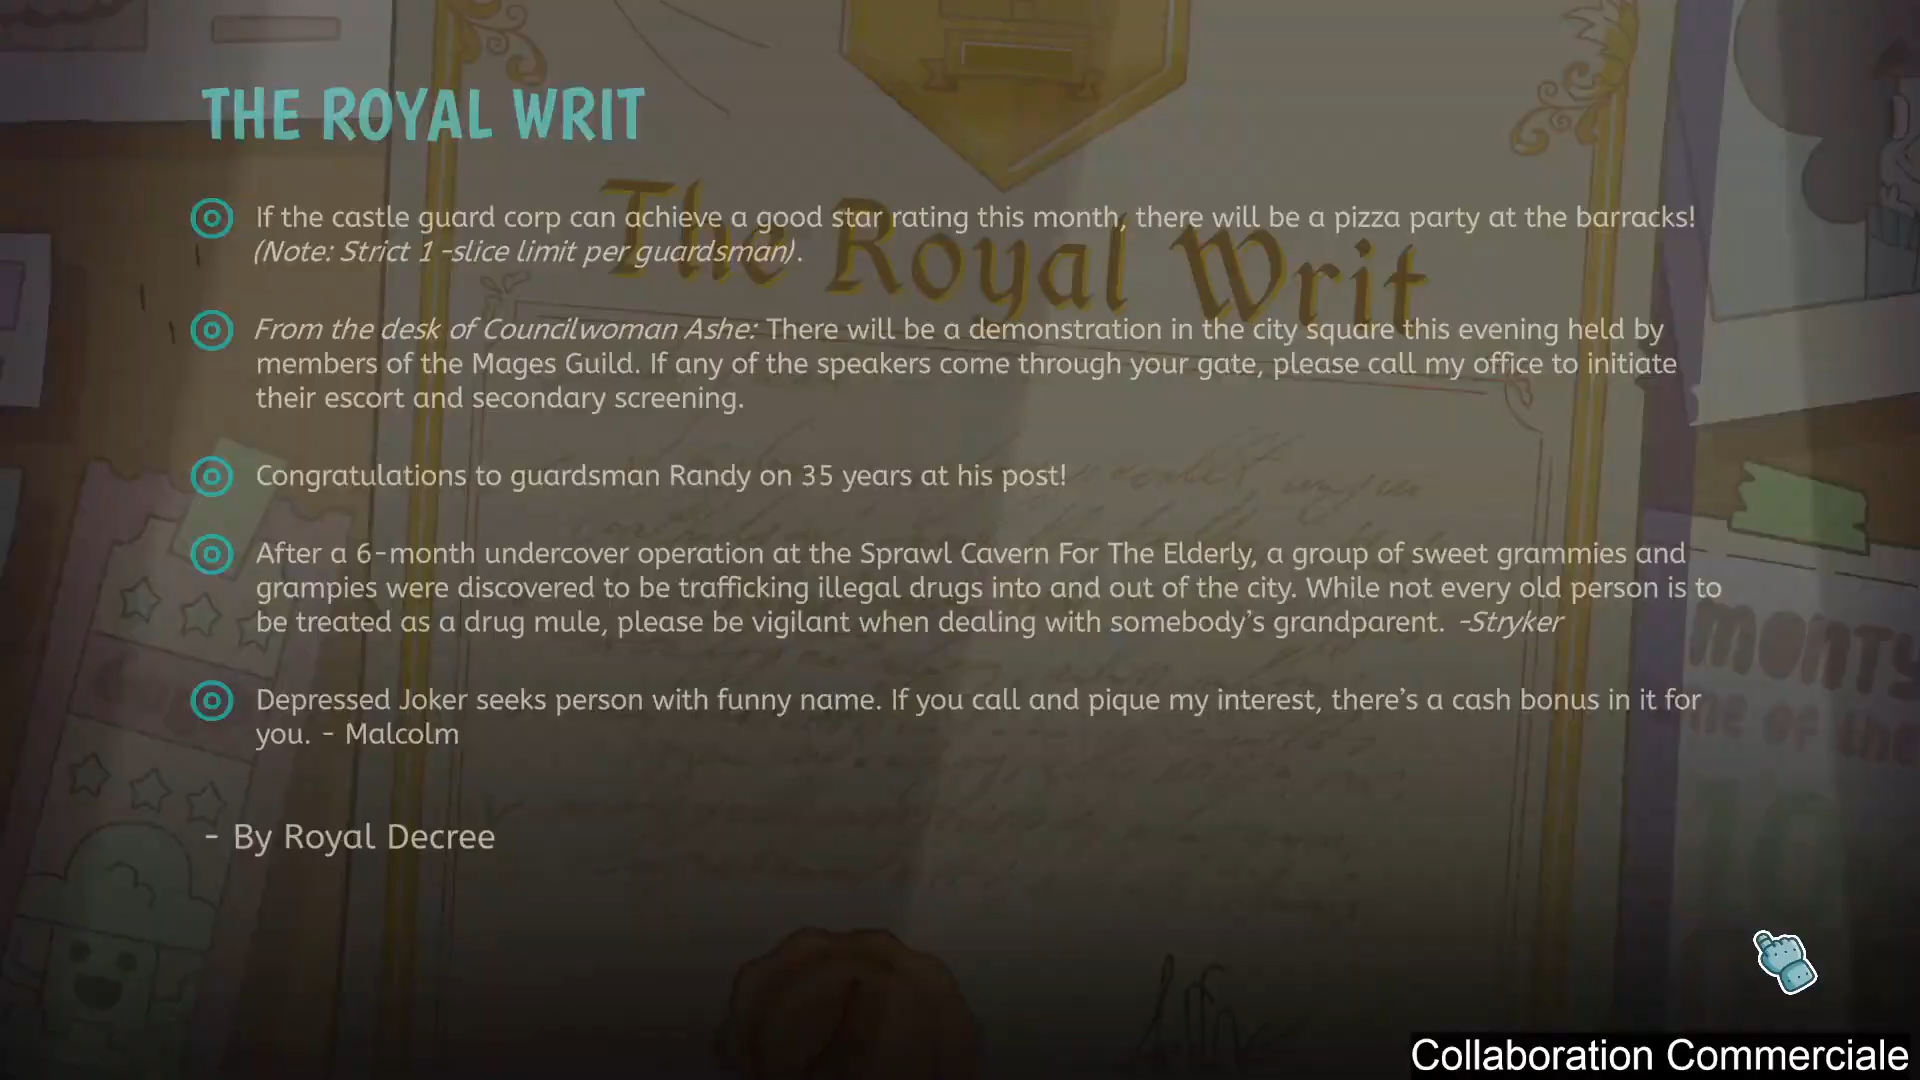 THE ROYAL WRIT
The Royal Writ
If the castle guard corp can achieve a good star rating this month, there will be a pizza party at the barracks!
(Note: Strict 1 -slice limit per guardsman).
From the desk of Councilwoman Ashe: There will be a demonstration in the city square this evening held by
members of the Mages Guild. If any of the speakers come through your gate, please call my office to initiate
their escort and secondary screening.
Congratulations to guardsman Randy on 35 years at his post!
After a 6-month undercover operation at the Sprawl Cavern For The Elderly, a group of sweet grammies and
grampies were discovered to be trafficking illegal drugs into and out of the city. While not every old person is to
be treated as a drug mule, please be vigilant when dealing with somebody's grandparent. -Stryker
Depressed Joker seeks person with funny name. If you call and pique my interest, there's a cash bonus in it for
you. - Malcolm
- By Royal Decree
MONTY
of the
Collaboration Commerciale